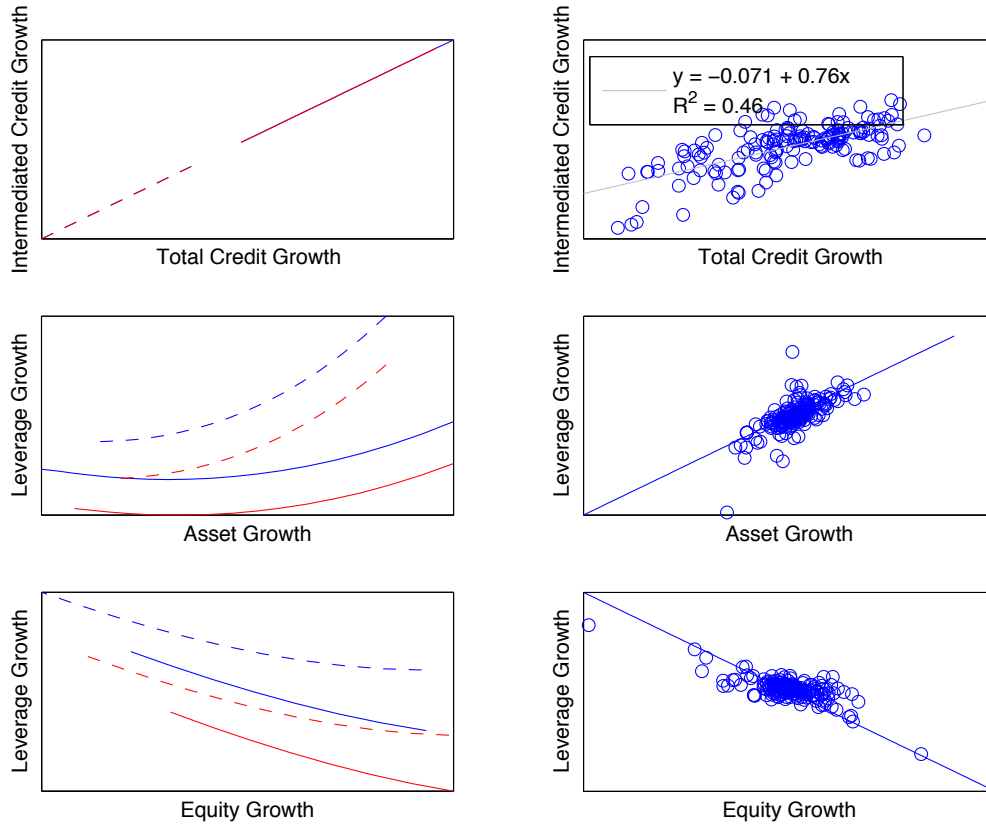 Intermediated Credit Growth
Total Credit Growth
Intermediated Credit Growth
y = −0.071 + 0.76x
R² = 0.46
Total Credit Growth
Leverage Growth
Asset Growth
Leverage Growth
Asset Growth
Leverage Growth
Equity Growth
Leverage Growth
Equity Growth